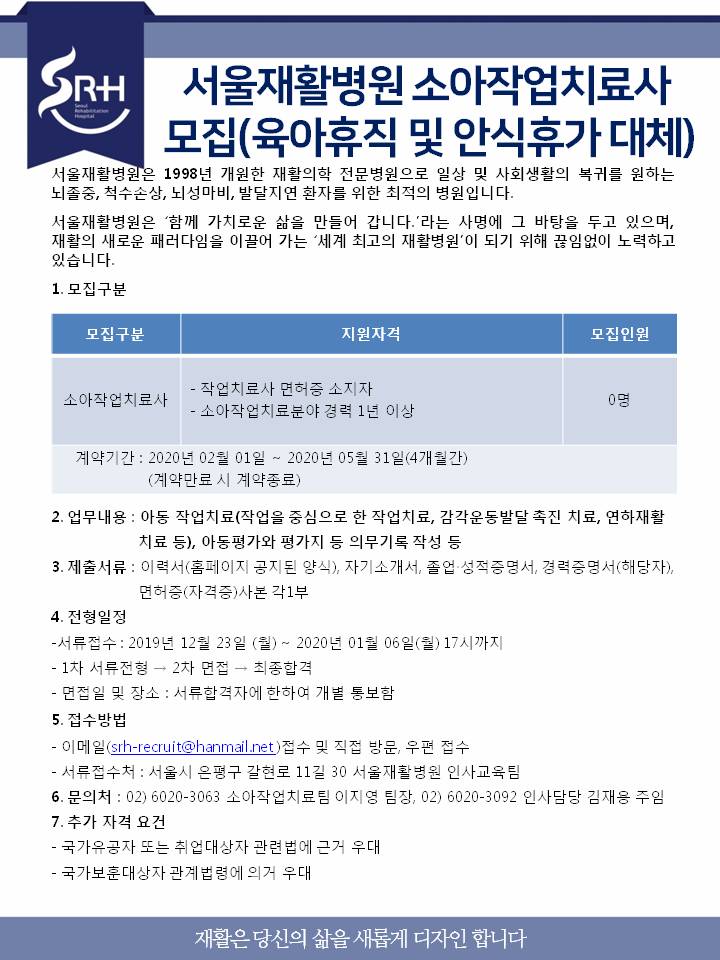 SRH
Seoul
Rehabilitation
Hospital
서울재활병원 소아작업치료사
모집(육아휴직 및 안식휴가 대체)
서울재활병원은 1998년 개원한 재활의학 전문병원으로 일상 및 사회생활의 복귀를 원하는
뇌졸중, 척수손상, 뇌성마비, 발달지연 환자를 위한 최적의 병원입니다.
서울재활병원은 ‘함께 가치로운 삶을 만들어 갑니다.’라는 사명에 그 바탕을 두고 있으며,
재활의 새로운 패러다임을 이끌어 가는 ‘세계 최고의 재활병원’이 되기 위해 끊임없이 노력하고
있습니다.
1. 모집구분
모집구분 지원자격 모집인원
- 작업치료사 면허증 소지자
소아작업치료사 0명
- 소아작업치료분야 경력 1년 이상
계약기간 : 2020년 02월 01일 ~ 2020년 05월 31일(4개월간)
(계약만료 시 계약종료)
2. 업무내용 : 아동 작업치료(작업을 중심으로 한 작업치료, 감각운동발달 촉진 치료, 연하재활
치료 등), 아동평가와 평가지 등 의무기록 작성 등
3. 제출서류 : 이력서(홈페이지 공지된 양식), 자기소개서, 졸업·성적증명서, 경력증명서(해당자),
면허증(자격증)사본 각1부
4. 전형일정
-서류접수 : 2019년 12월 23일 (월) ~ 2020년 01월 06일(월) 17시까지
- 1차 서류전형 → 2차 면접 → 최종합격
- 면접일 및 장소 : 서류합격자에 한하여 개별 통보함
5. 접수방법
- 이메일(srh-recruit@hanmail.net )접수 및 직접 방문, 우편 접수
- 서류접수처 : 서울시 은평구 갈현로 11길 30 서울재활병원 인사교육팀
6. 문의처 : 02) 6020-3063 소아작업치료팀 이지영 팀장, 02) 6020-3092 인사담당 김재용 주임
7. 추가 자격 요건
- 국가유공자 또는 취업대상자 관련법에 근거 우대
- 국가보훈대상자 관계법령에 의거 우대
재활은 당신의 삶을 새롭게 디자인 합니다